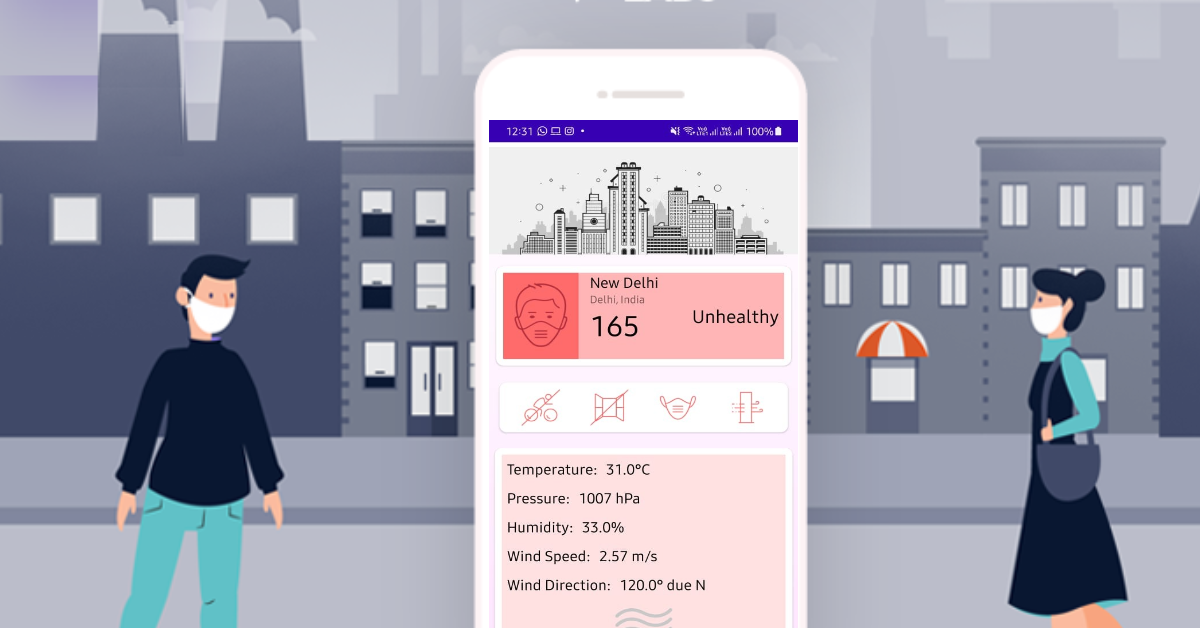 12:31 100%
New Delhi
Delhi, India
165
Unhealthy
Temperature: 31.0°C
Pressure: 1007 hPa
Humidity: 33.0%
Wind Speed: 2.57 m/s
Wind Direction: 120.0° due N